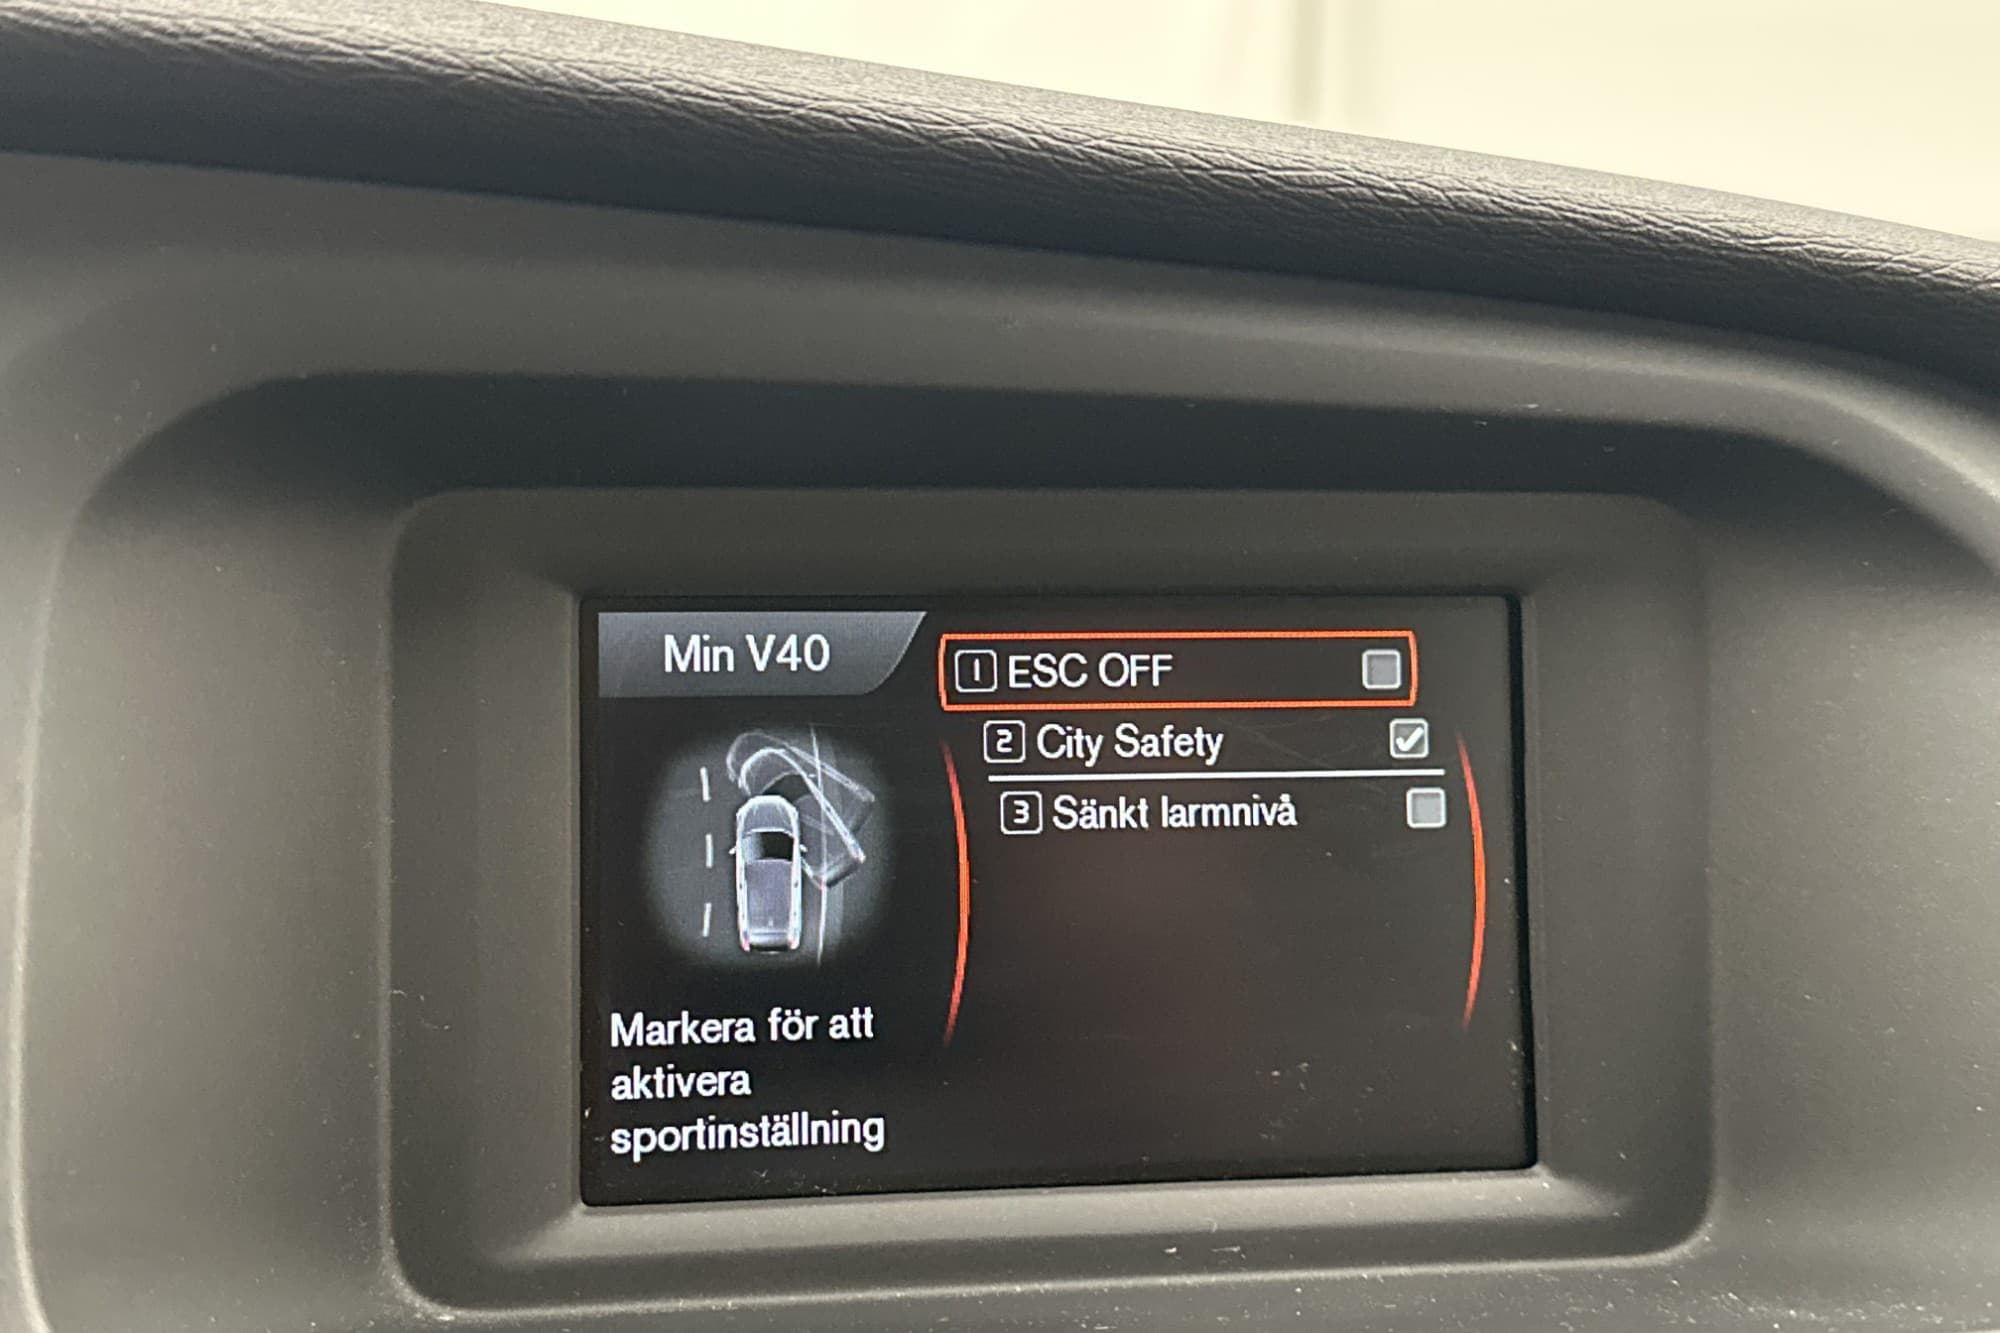 Min V40
1 ESC OFF
2 City Safety
3 Sänkt larmnivå
Markera för att
aktivera
sportinställning